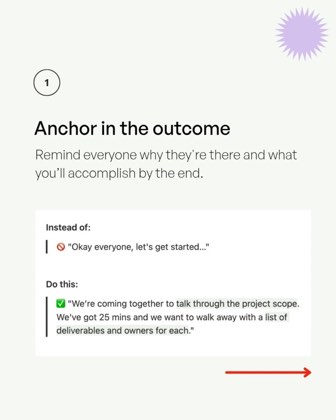 1
Anchor in the outcome
Remind everyone why they're there and what
you'll accomplish by the end.
Instead of:
🚫 "Okay everyone, let's get started..."
Do this:
✅ "We're coming together to talk through the project scope.
We've got 25 mins and we want to walk away with a list of
deliverables and owners for each."